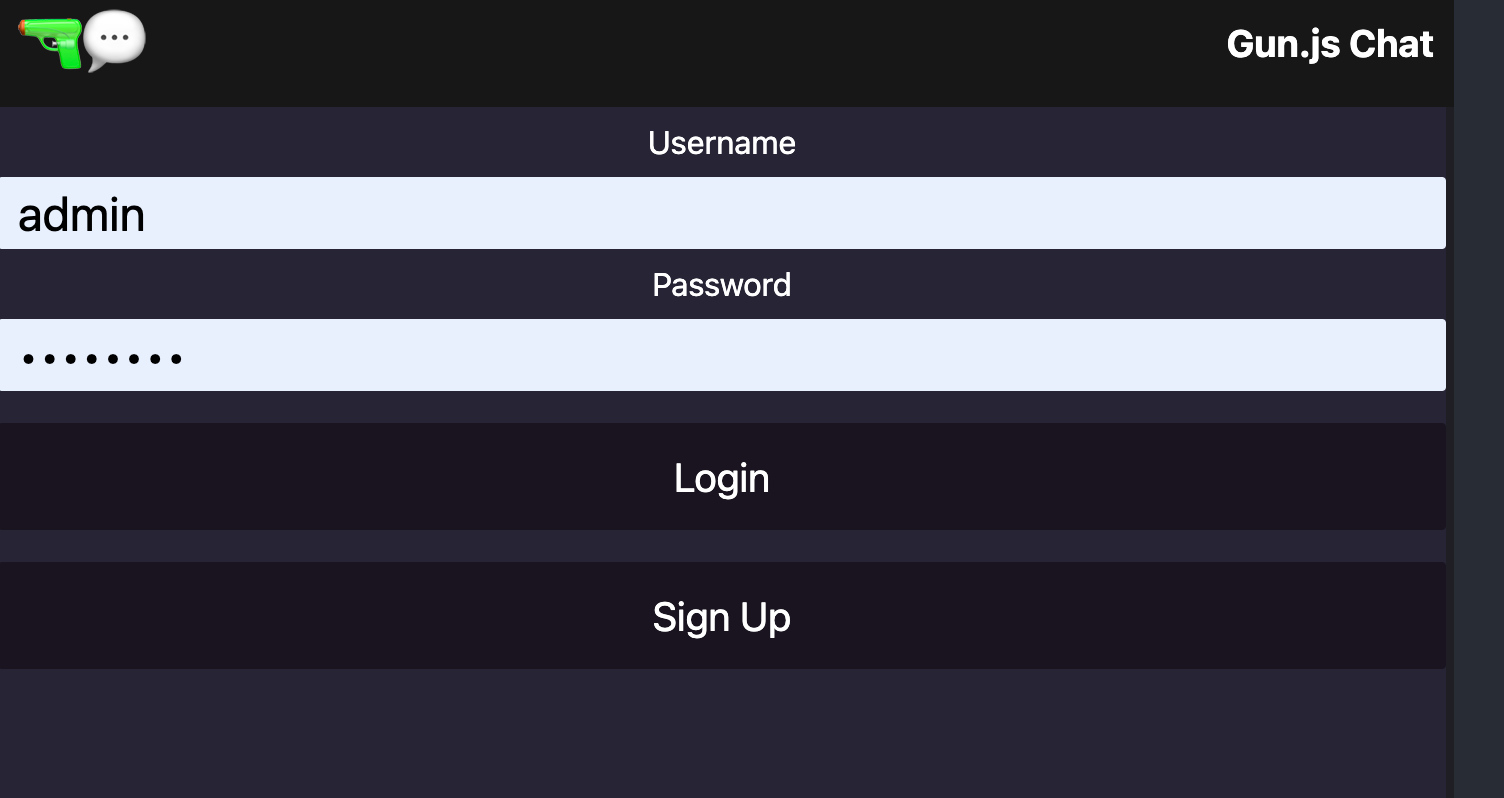 Gun.js Chat
Username
admin
Password
••••••••
Login
Sign Up